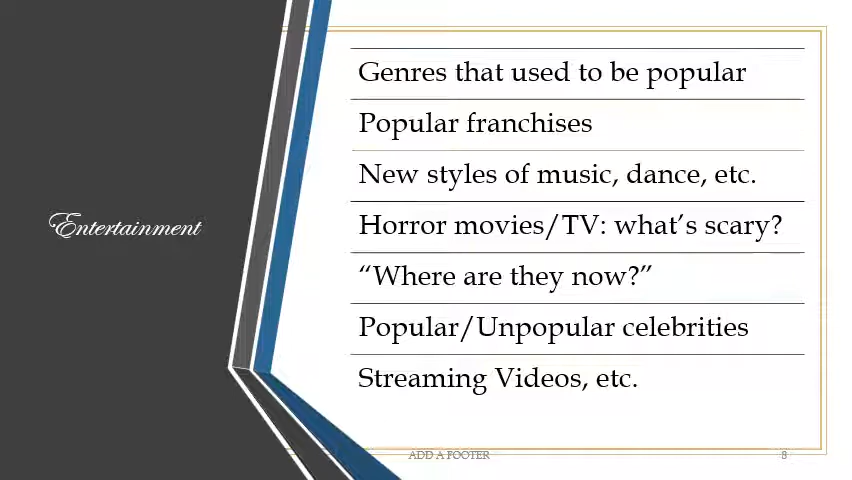 Entertainment
Genres that used to be popular
Popular franchises
New styles of music, dance, etc.
Horror movies/TV: what’s scary?
“Where are they now?”
Popular/Unpopular celebrities
Streaming Videos, etc.
ADD A FOOTER
8